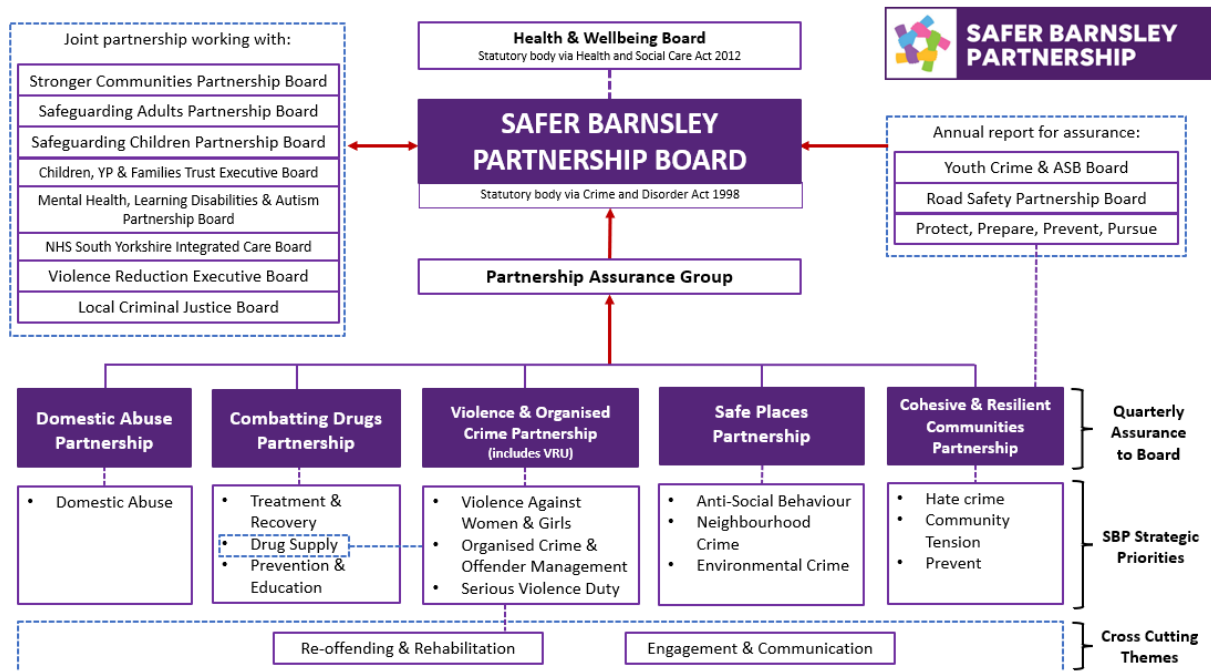 Joint partnership working with:
Stronger Communities Partnership Board
Safeguarding Adults Partnership Board
Safeguarding Children Partnership Board
Children, YP & Families Trust Executive Board
Mental Health, Learning Disabilities & Autism
Partnership Board
NHS South Yorkshire Integrated Care Board
Violence Reduction Executive Board
Local Criminal Justice Board
Health & Wellbeing Board
Statutory body via Health and Social Care Act 2012
SAFER BARNSLEY
PARTNERSHIP BOARD
Statutory body via Crime and Disorder Act 1998
Partnership Assurance Group
SAFER BARNSLEY
PARTNERSHIP
Annual report for assurance:
Youth Crime & ASB Board
Road Safety Partnership Board
Protect, Prepare, Prevent, Pursue
Domestic Abuse
Partnership
Combatting Drugs
Partnership
Violence & Organised
Crime Partnership
(includes VRU)
Safe Places
Partnership
Cohesive & Resilient
Communities
Partnership
Quarterly
Assurance
to Board
• Domestic Abuse
• Treatment &
Recovery
• Drug Supply
• Prevention &
Education
• Violence Against
Women & Girls
• Organised Crime &
Offender Management
• Serious Violence Duty
• Anti-Social Behaviour
• Neighbourhood
Crime
• Environmental Crime
• Hate crime
• Community
Tension
• Prevent
SBP Strategic
Priorities
Re-offending & Rehabilitation
Engagement & Communication
Cross Cutting
Themes